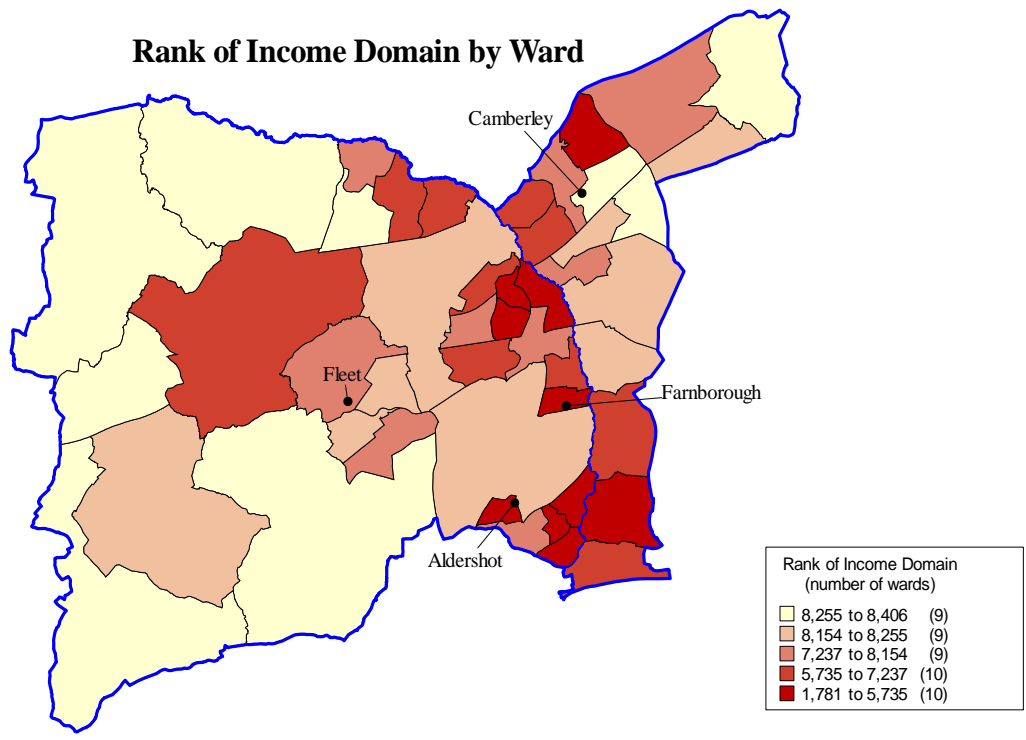 Rank of Income Domain by Ward
Camberley
Fleet
Farnborough
Aldershot
Rank of Income Domain
(number of wards)
8,255 to 8,406 (9)
8,154 to 8,255 (9)
7,237 to 8,154 (9)
5,735 to 7,237 (10)
1,781 to 5,735 (10)